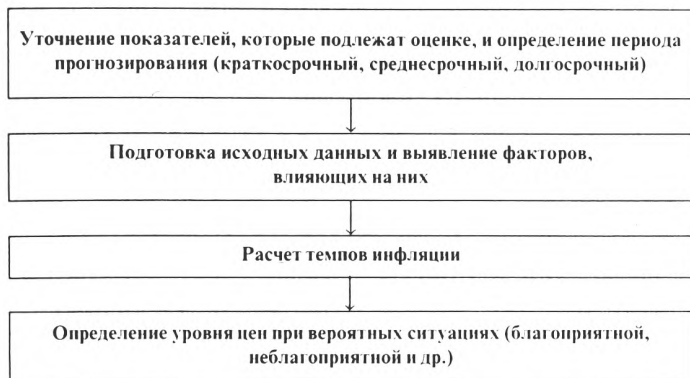 Уточнение показателей, которые подлежат оценке, и определение периода
прогнозирования (краткосрочный, среднесрочный, долгосрочный)
Подготовка исходных данных и выявление факторов,
влияющих на них
Расчет темпов инфляции
Определение уровня цен при вероятных ситуациях (благоприятной,
неблагоприятной и др.)